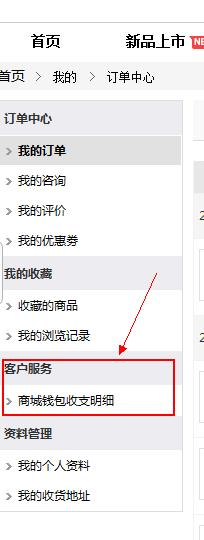 首页 新品上市 NE
首页 > 我的 > 订单中心
订单中心
> 我的订单
> 我的咨询
> 我的评价
> 我的优惠券
我的收藏
> 收藏的商品
> 我的浏览记录
客户服务
> 商城钱包收支明细
资料管理
> 我的个人资料
> 我的收货地址